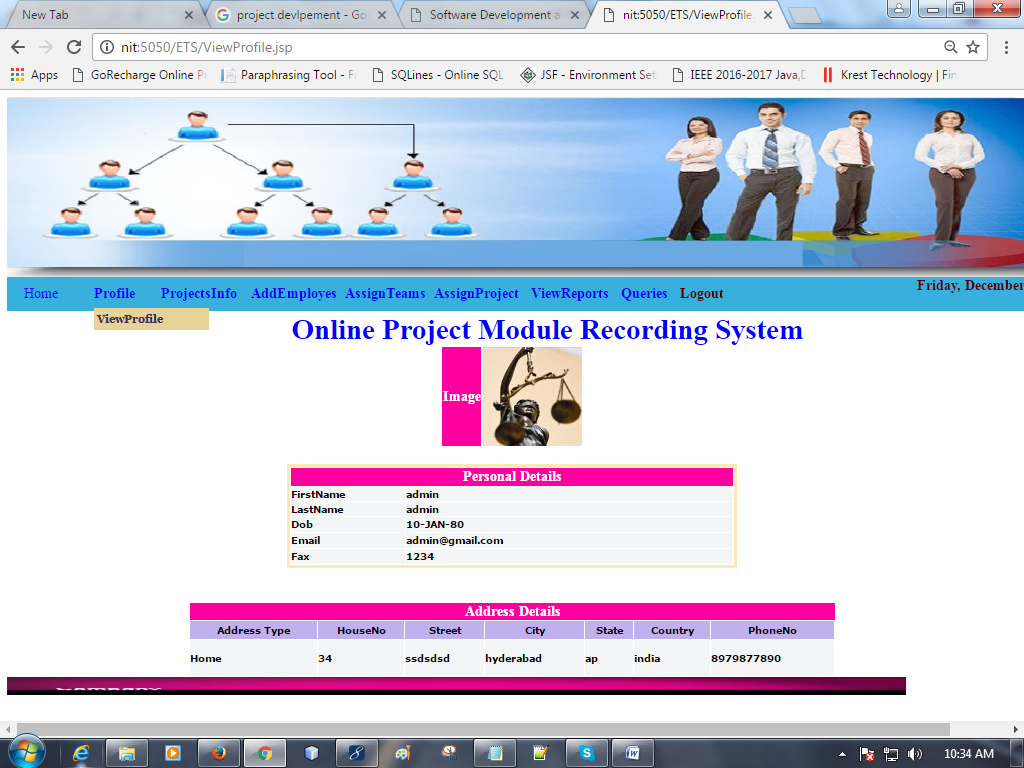 New Tab
project devlpement - Go
Software Development a
nit:5050/ETS/ViewProfile.
nit:5050/ETS/ViewProfile.jsp
Apps
GoRecharge Online P
Paraphrasing Tool - F
SQLines - Online SQL
JSF - Environment Set
IEEE 2016-2017 Java,D
Krest Technology | Fin
Home Profile ProjectsInfo AddEmployes AssignTeams AssignProject ViewReports Queries Logout
Friday, December
ViewProfile
Online Project Module Recording System
Image
Personal Details
FirstName admin
LastName admin
Dob 10-JAN-80
Email admin@gmail.com
Fax 1234
Address Details
Address Type HouseNo Street City State Country PhoneNo
Home 34 ssdsdsd hyderabad ap india 8979877890
10:34 AM